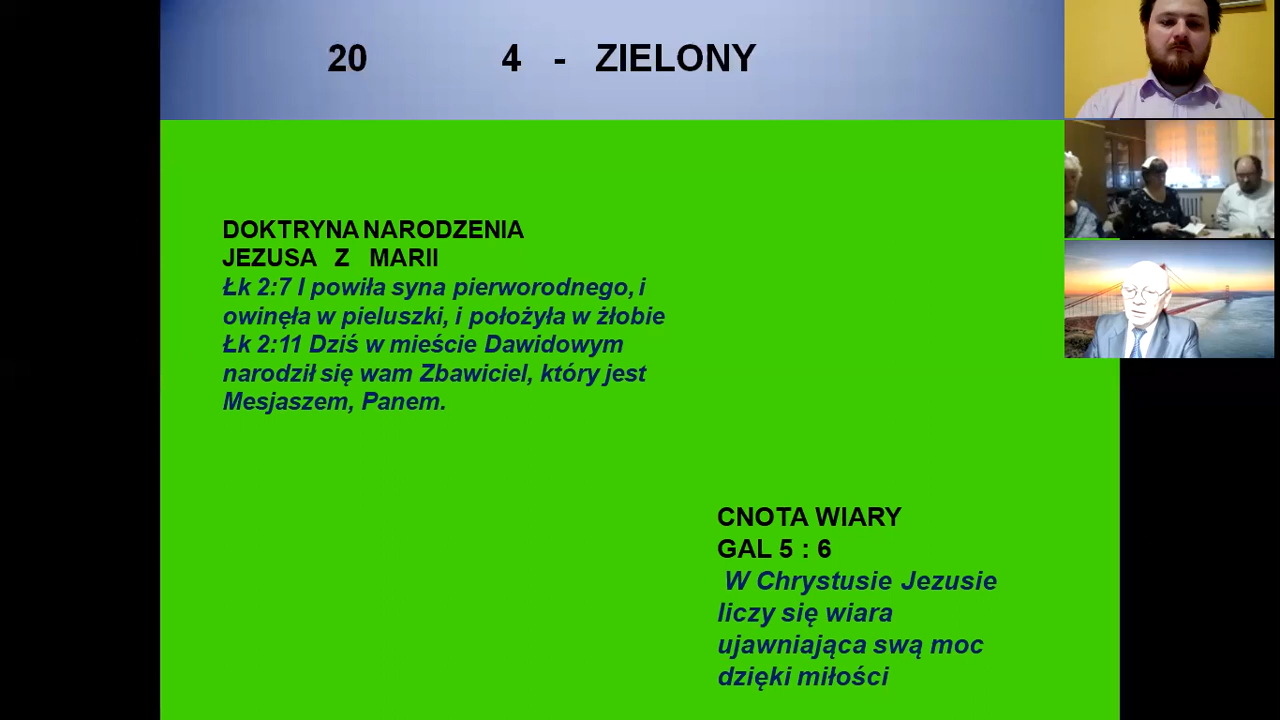 20 4 - ZIELONY
DOKTRYNA NARODZENIA
JEZUSA Z MARII
Łk 2:7 I powiła syna pierworodnego, i
owinęła w pieluszki, i położyła w żłobie
Łk 2:11 Dziś w mieście Dawidowym
narodził się wam Zbawiciel, który jest
Mesjaszem, Panem.
CNOTA WIARY
GAL 5 : 6
W Chrystusie Jezusie
liczy się wiara
ujawniająca swą moc
dzięki miłości